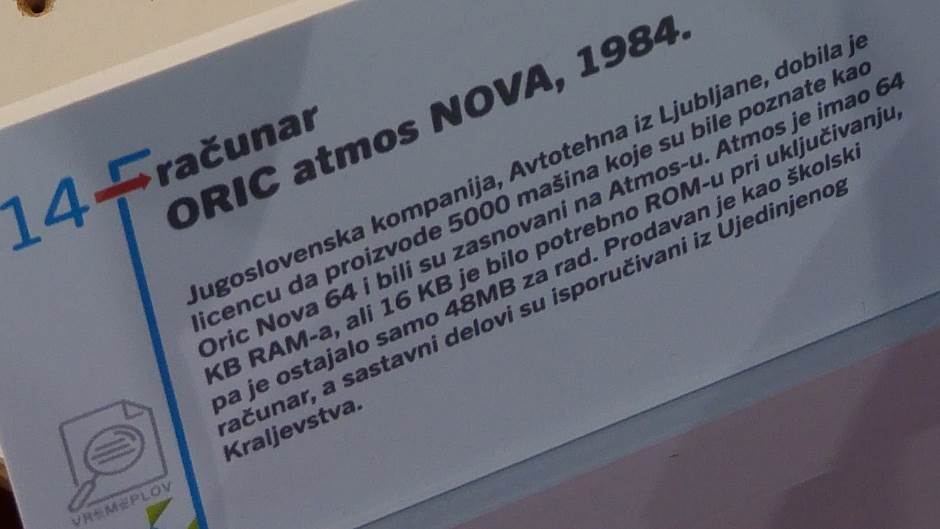 14
računar
ORIC atmos NOVA, 1984.
Jugoslovenska kompanija, Avtotehna iz Ljubljane, dobila je
licencu da proizvode 5000 mašina koje su bile poznate kao
Oric Nova 64 i bili su zasnovani na Atmos-u. Atmos je imao 64
KB RAM-a, ali 16 KB je bilo potrebno ROM-u pri uključivanju,
pa je ostajalo samo 48MB za rad. Prodavan je kao školski
računar, a sastavni delovi su isporučivani iz Ujedinjenog
Kraljevstva.
VREMEPLOV